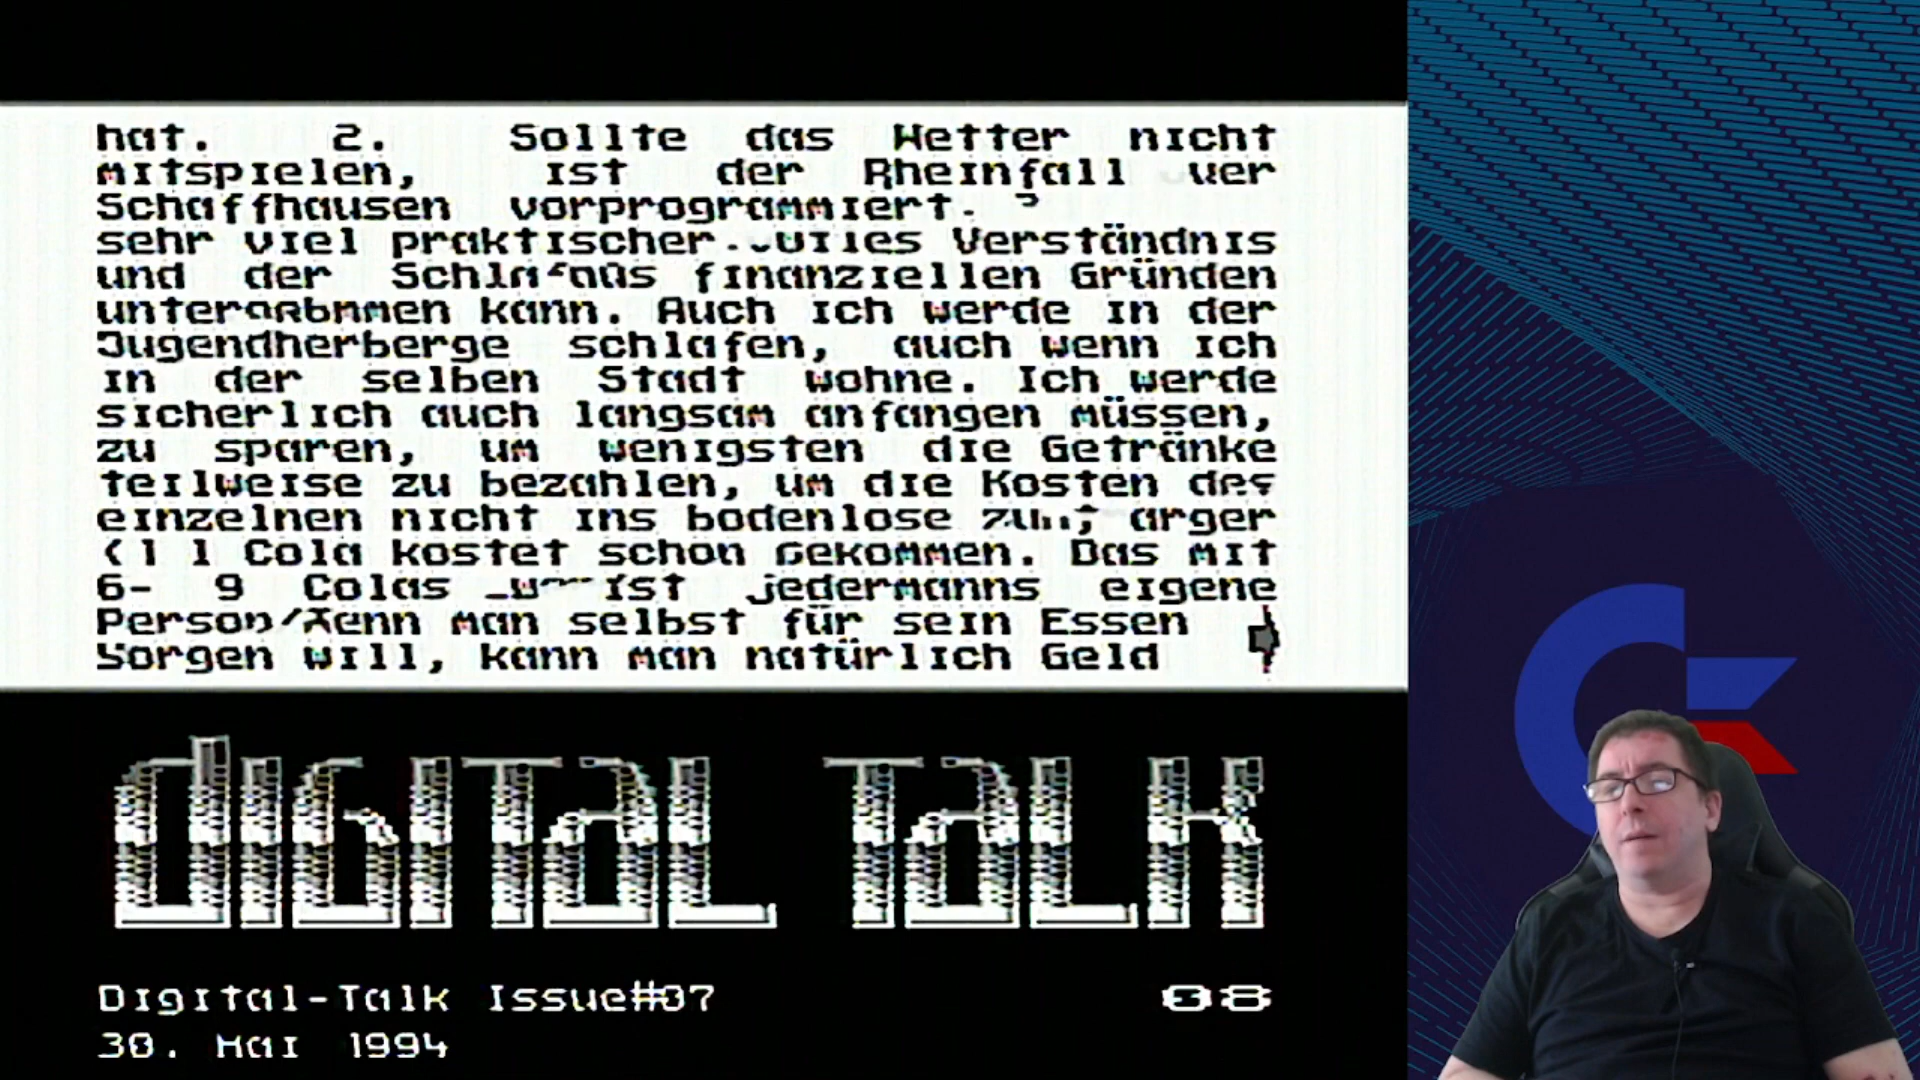 hat. 2. Sollte das Wetter nicht
mitspielen, ist der Rheinfall ver
Schaffhausen vorprogrammiert.
sehr viel praktischer Verständnis
und der finanziellen Gründen
kann. Auch ich werde in der
Jugendherberge schlafen, auch wenn ich
in der selben Stadt wohne. Ich werde
sicherlich auch langsam anfangen müssen,
zu sparen, um wenigsten die Getränke
teilweise zu bezahlen, um die Kosten des
einzelnen nicht ins bodenlose ärger
(1 l Cola kostet schon gekommen. Das mit
6- 9 Colas ist jedermanns eigene
man selbst für sein Essen
Sorgen will, kann man natürlich Geld
DIGITAL TALK
Digital-Talk Issue#07 08
30. Mai 1994